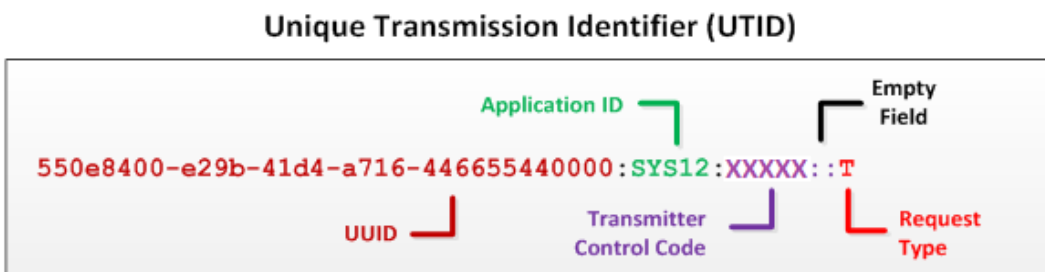 Unique Transmission Identifier (UTID)
Empty
Field
Application ID
550e8400-e29b-41d4-a716-446655440000:SYS12:XXXXX::T
UUID
Transmitter
Control Code
Request
Type